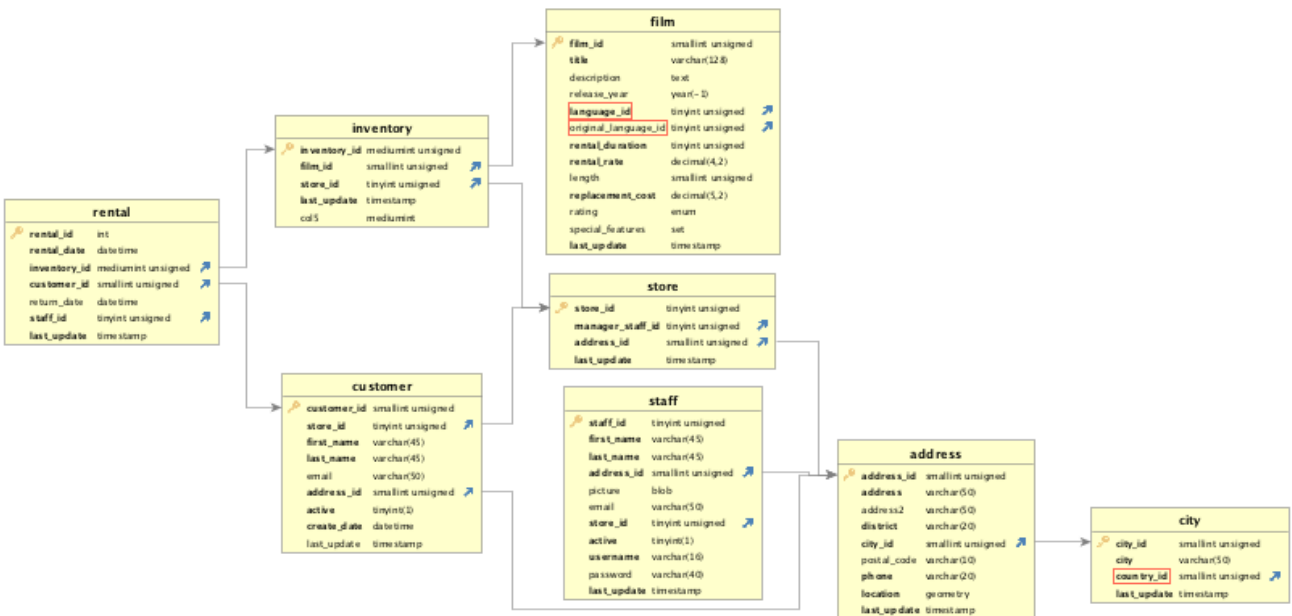 film
film_id smallint unsigned
title varchar(128)
description text
release_year year(-1)
language_id tinyint unsigned
original_language_id tinyint unsigned
rental_duration tinyint unsigned
rental_rate decimal(4,2)
length smallint unsigned
replacement_cost decimal(5,2)
rating enum
special_features set
last_update timestamp
inventory
inventory_id mediumint unsigned
film_id smallint unsigned
store_id tinyint unsigned
last_update timestamp
col5 mediumint
rental
rental_id int
rental_date datetime
inventory_id mediumint unsigned
customer_id smallint unsigned
return_date datetime
staff_id tinyint unsigned
last_update timestamp
store
store_id tinyint unsigned
manager_staff_id tinyint unsigned
address_id smallint unsigned
last_update timestamp
customer
customer_id smallint unsigned
store_id tinyint unsigned
first_name varchar(45)
last_name varchar(45)
email varchar(50)
address_id smallint unsigned
active tinyint(1)
create_date datetime
last_update timestamp
staff
staff_id tinyint unsigned
first_name varchar(45)
last_name varchar(45)
address_id smallint unsigned
picture blob
email varchar(50)
store_id tinyint unsigned
active tinyint(1)
username varchar(16)
password varchar(40)
last_update timestamp
address
address_id smallint unsigned
address varchar(50)
address2 varchar(50)
district varchar(20)
city_id smallint unsigned
postal_code varchar(10)
phone varchar(20)
location geometry
last_update timestamp
city
city_id smallint unsigned
city varchar(50)
country_id smallint unsigned
last_update timestamp